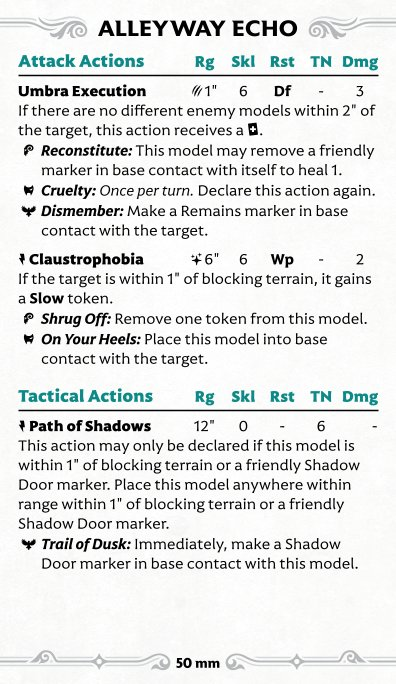 ALLEYWAY ECHO
Attack Actions Rg Skl Rst TN Dmg
Umbra Execution 1" 6 Df - 3
If there are no different enemy models within 2" of
the target, this action receives a .
Reconstitute: This model may remove a friendly
marker in base contact with itself to heal 1.
Cruelty: Once per turn. Declare this action again.
Dismember: Make a Remains marker in base
contact with the target.
Claustrophobia 6" 6 Wp - 2
If the target is within 1" of blocking terrain, it gains
a Slow token.
Shrug Off: Remove one token from this model.
On Your Heels: Place this model into base
contact with the target.
Tactical Actions Rg Skl Rst TN Dmg
Path of Shadows 12" 0 - 6 -
This action may only be declared if this model is
within 1" of blocking terrain or a friendly Shadow
Door marker. Place this model anywhere within
range within 1" of blocking terrain or a friendly
Shadow Door marker.
Trail of Dusk: Immediately, make a Shadow
Door marker in base contact with this model.
50 mm